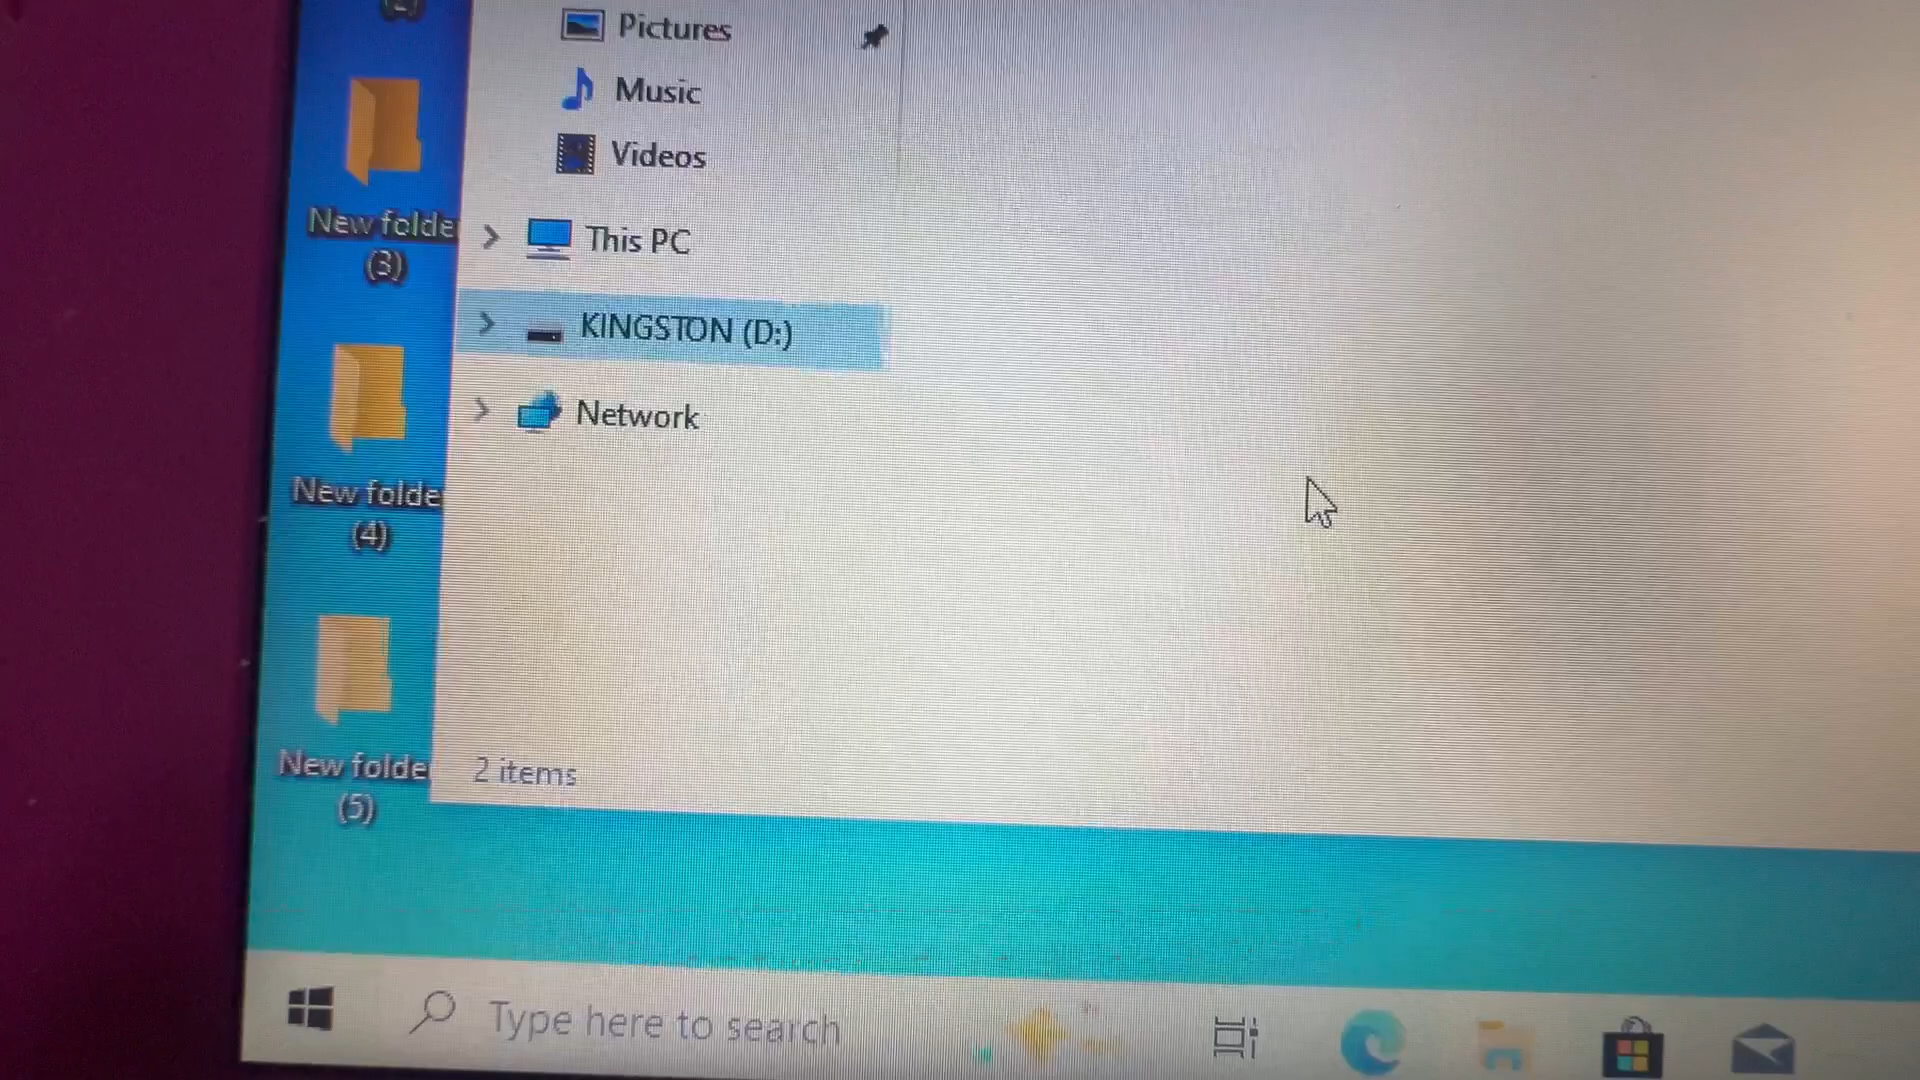 Pictures
Music
Videos
This PC
KINGSTON (D:)
Network
New folde
(3)
New folde
(4)
New folde
(5)
2 items
Type here to search